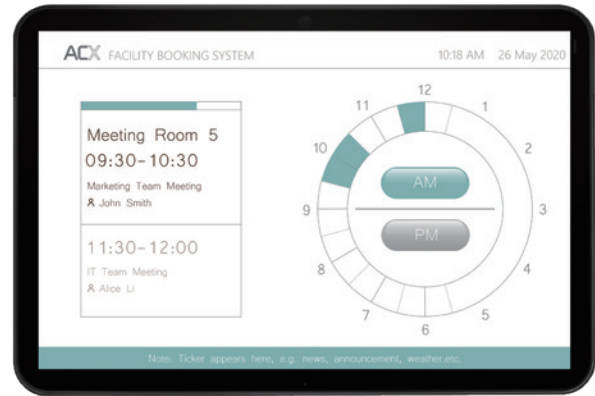 ACX FACILITY BOOKING SYSTEM
10:18 AM 26 May 2020
Meeting Room 5
09:30-10:30
Marketing Team Meeting
John Smith
11:30-12:00
IT Team Meeting
Alice Li
12
1
2
3
4
5
6
7
8
9
10
11
AM
PM
Note: Ticker appears here, e.g. news, announcement, weather.etc.